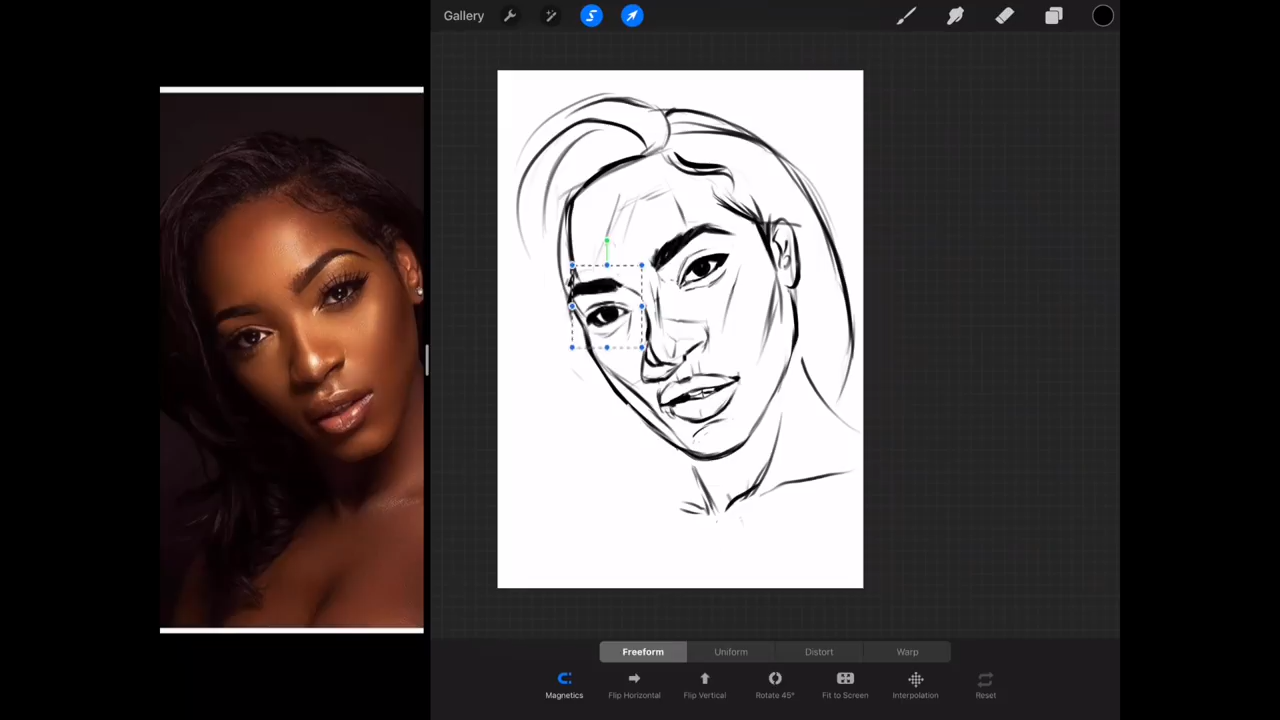 Gallery
Freeform Uniform Distort Warp
Magnetics Flip Horizontal Flip Vertical Rotate 45° Fit to Screen Interpolation Reset